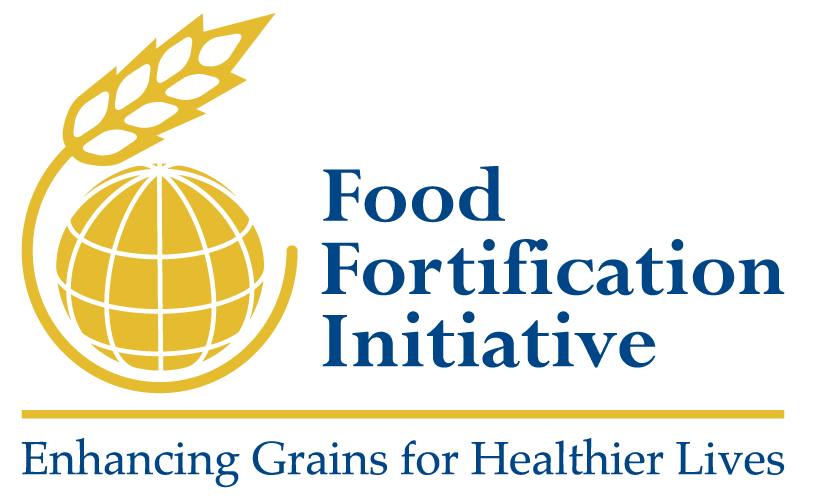 Food
Fortification
Initiative
Enhancing Grains for Healthier Lives